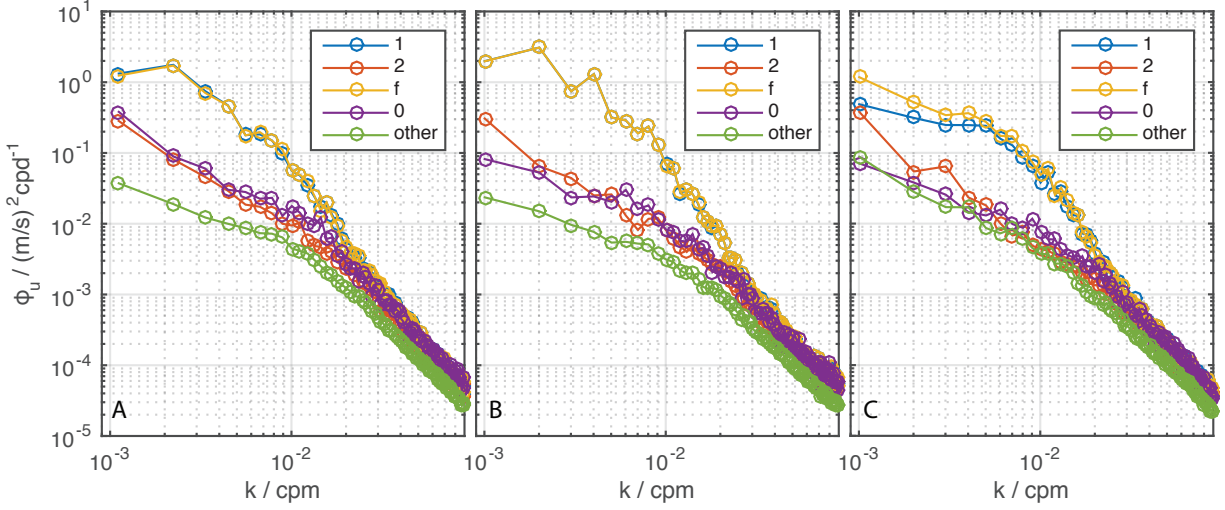 10^1
10^0
10^-1
10^-2
10^-3
10^-4
10^-5
ϕ_u / (m/s)^2 cpd^-1
1
2
f
0
other
A
10^-3
10^-2
k / cpm
1
2
f
0
other
B
10^-3
10^-2
k / cpm
1
2
f
0
other
C
10^-3
10^-2
k / cpm